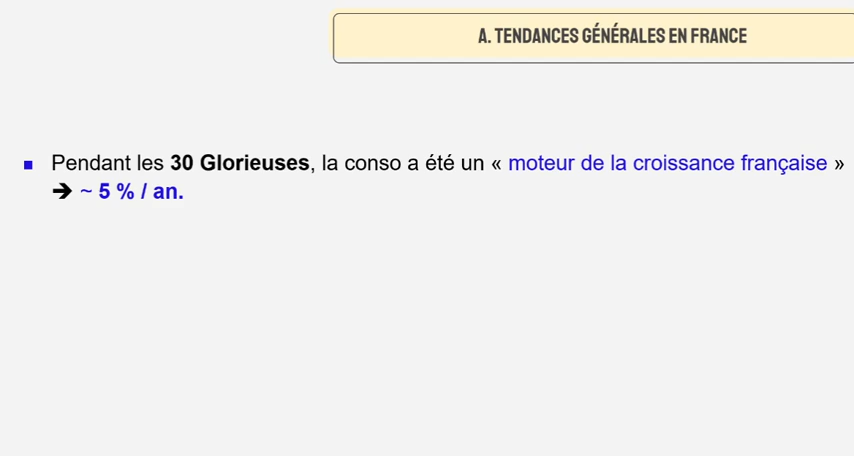 A. TENDANCES GÉNÉRALES EN FRANCE
▪ Pendant les 30 Glorieuses, la conso a été un « moteur de la croissance française »
➔ ~ 5 % / an.